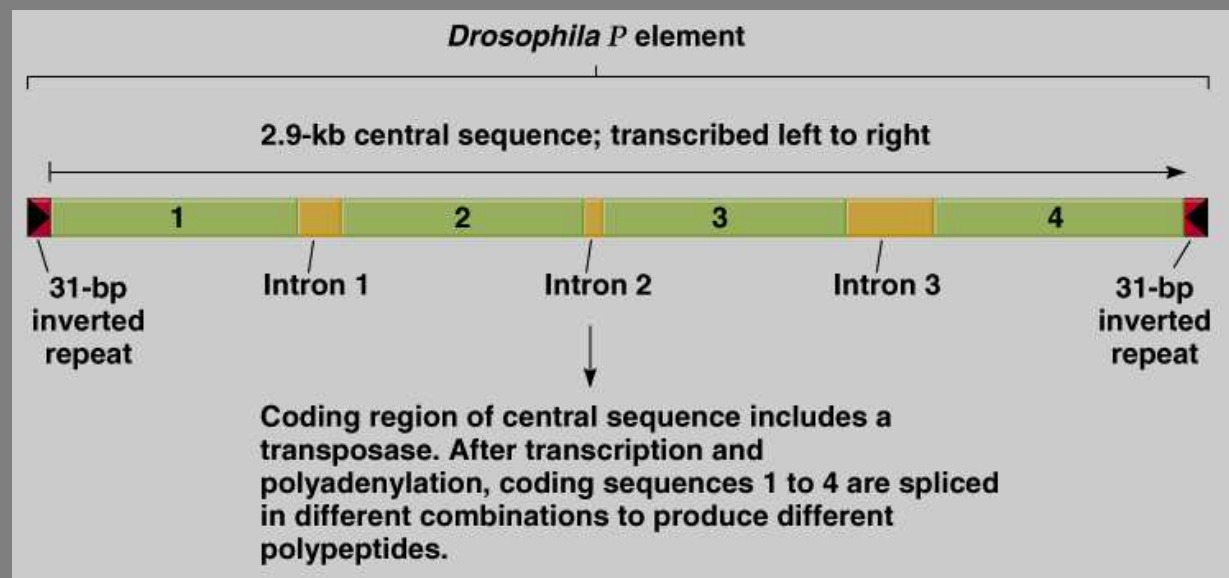 Drosophila P element
2.9-kb central sequence; transcribed left to right
1 2 3 4
Intron 1 Intron 2 Intron 3
31-bp
inverted
repeat
31-bp
inverted
repeat
Coding region of central sequence includes a
transposase. After transcription and
polyadenylation, coding sequences 1 to 4 are spliced
in different combinations to produce different
polypeptides.